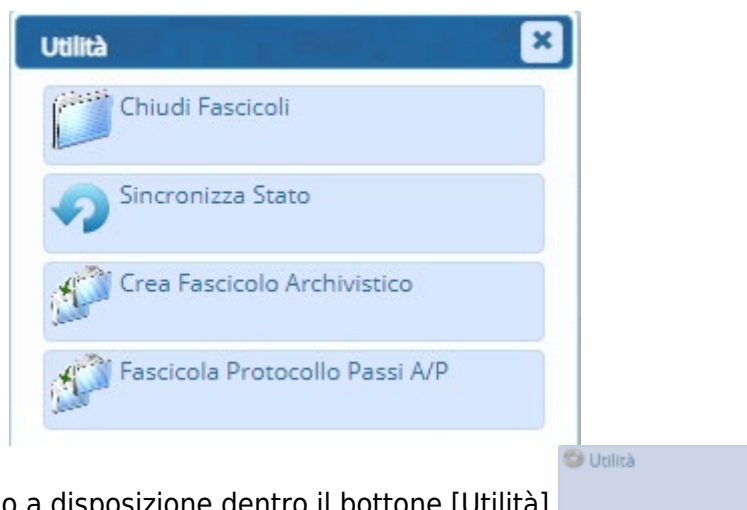 Utilità
Chiudi Fascicoli
Sincronizza Stato
Crea Fascicolo Archivistico
Fascicola Protocollo Passi A/P
Utilità
o a disposizione dentro il bottone [Utilità]